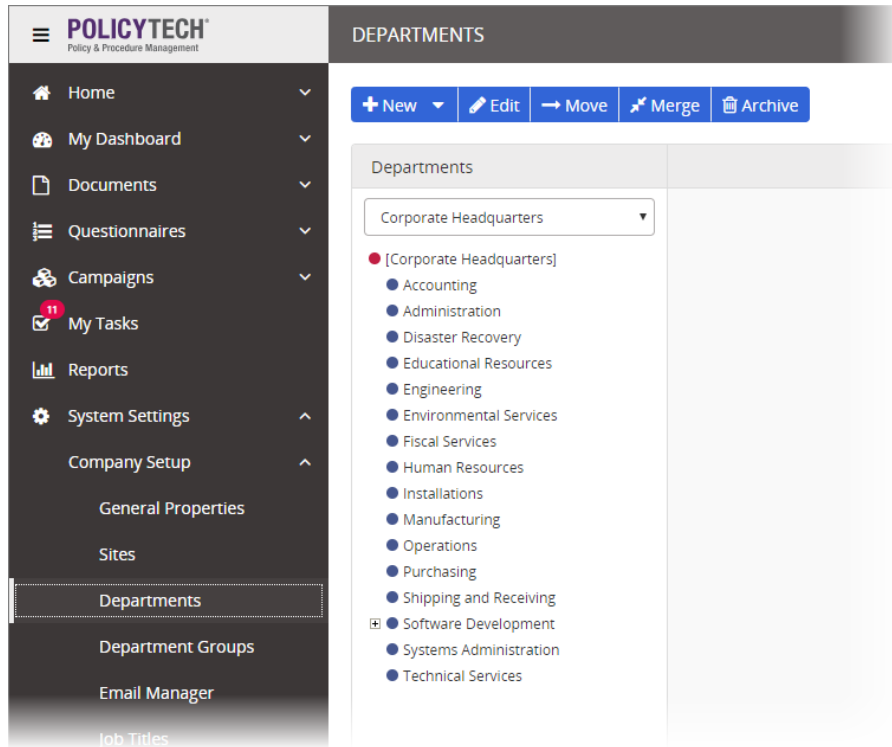 POLICYTECH®
Policy & Procedure Management
DEPARTMENTS
Home
My Dashboard
Documents
Questionnaires
Campaigns
11
My Tasks
Reports
System Settings
Company Setup
General Properties
Sites
Departments
Department Groups
Email Manager
Job Titles
New Edit Move Merge Archive
Departments
Corporate Headquarters
[Corporate Headquarters]
Accounting
Administration
Disaster Recovery
Educational Resources
Engineering
Environmental Services
Fiscal Services
Human Resources
Installations
Manufacturing
Operations
Purchasing
Shipping and Receiving
Software Development
Systems Administration
Technical Services